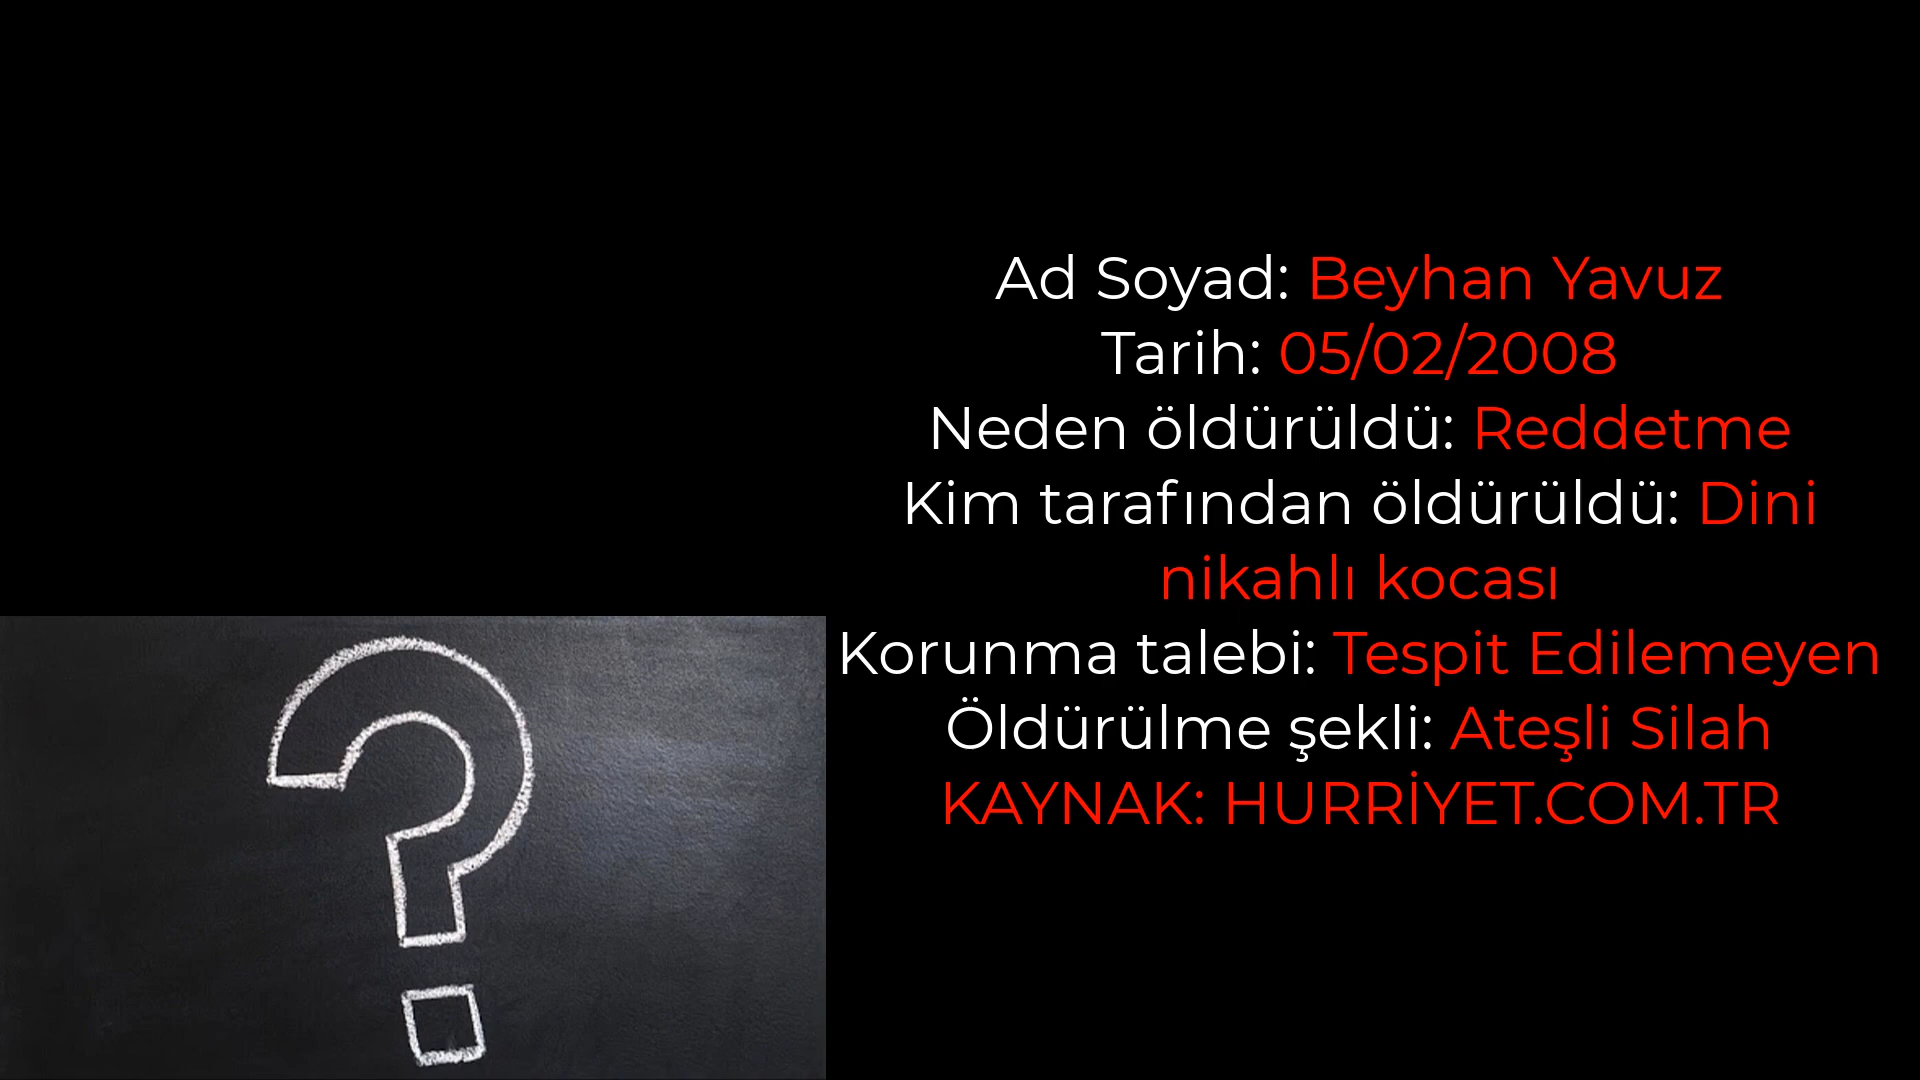 Ad Soyad: Beyhan Yavuz
Tarih: 05/02/2008
Neden öldürüldü: Reddetme
Kim tarafından öldürüldü: Dini
nikahlı kocası
Korunma talebi: Tespit Edilemeyen
Öldürülme şekli: Ateşli Silah
KAYNAK: HURRİYET.COM.TR
?